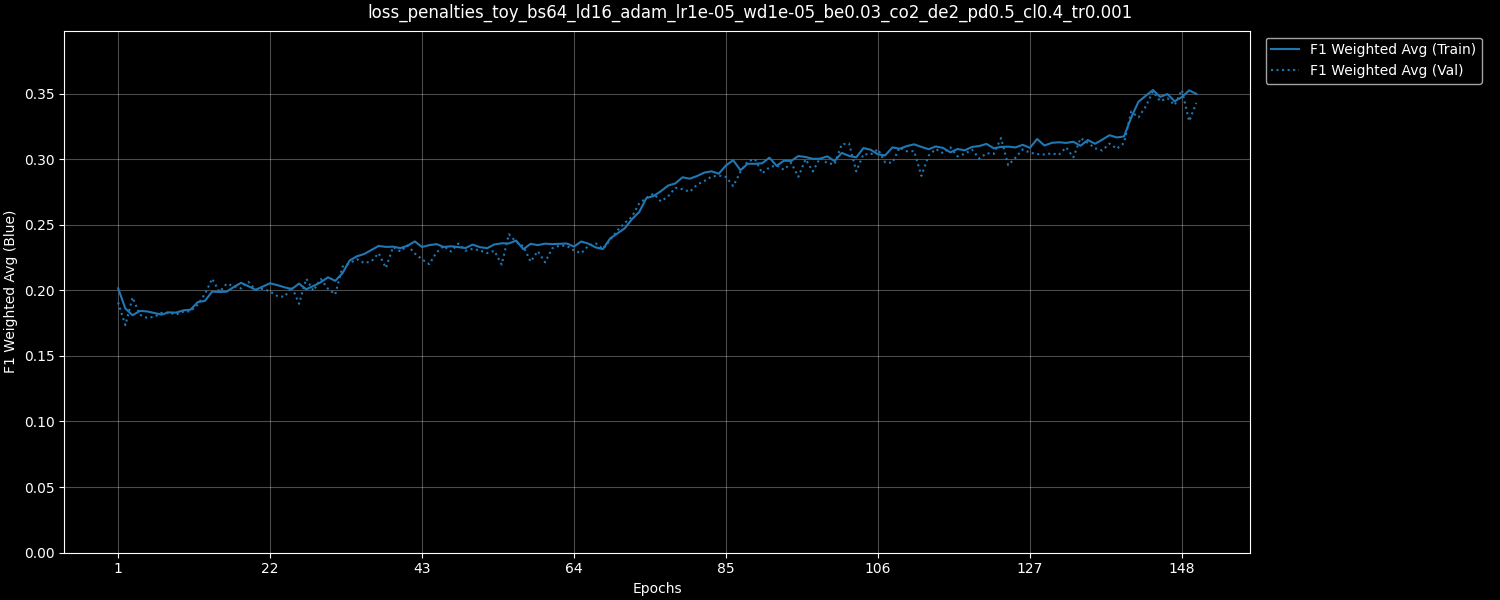 loss_penalties_toy_bs64_ld16_adam_lr1e-05_wd1e-05_be0.03_co2_de2_pd0.5_cl0.4_tr0.001
F1 Weighted Avg (Train)
F1 Weighted Avg (Val)
F1 Weighted Avg (Blue)
0.35
0.30
0.25
0.20
0.15
0.10
0.05
0.00
1 22 43 64 85 106 127 148
Epochs